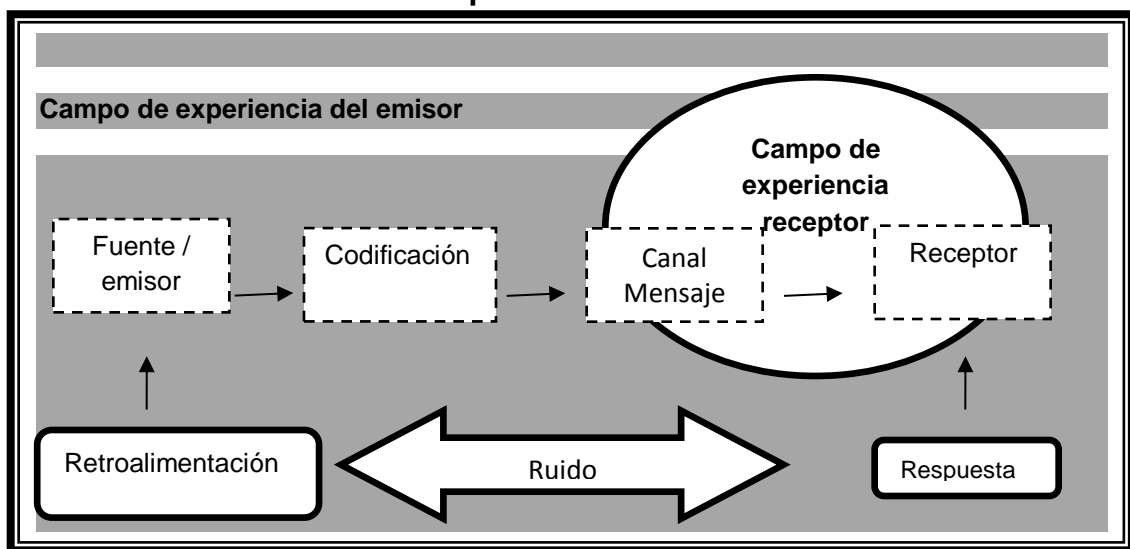 Campo de experiencia del emisor
Campo de
experiencia
receptor
Fuente /
emisor
Codificación
Canal
Mensaje
Receptor
Retroalimentación
Ruido
Respuesta